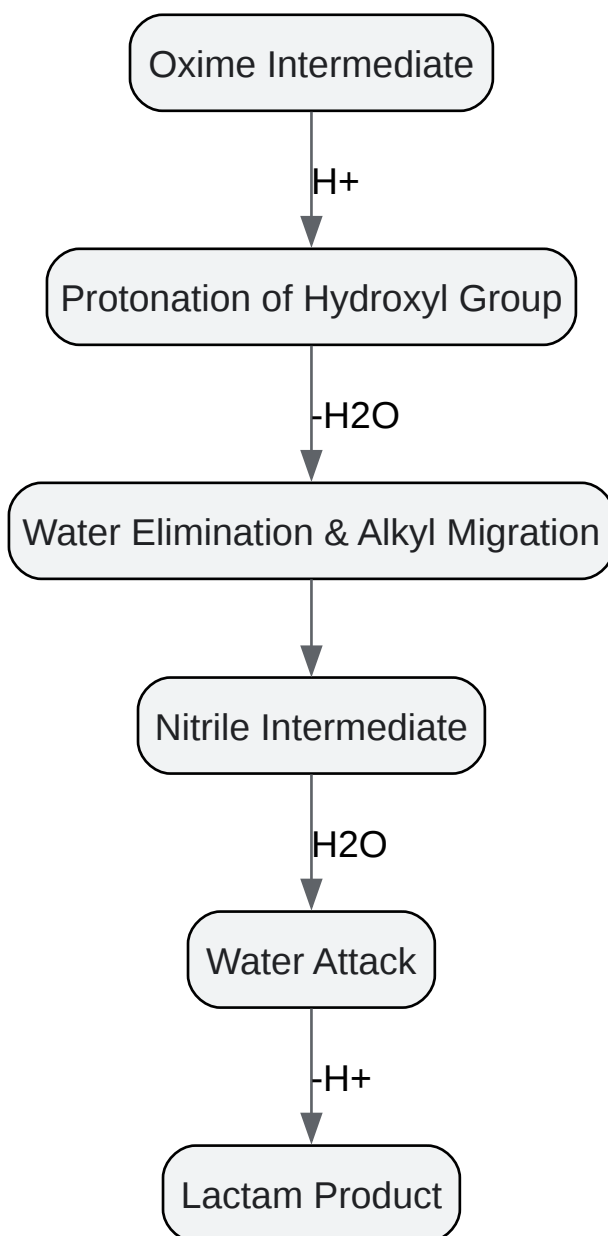 Oxime Intermediate
H+
Protonation of Hydroxyl Group
-H2O
Water Elimination & Alkyl Migration
Nitrile Intermediate
H2O
Water Attack
-H+
Lactam Product